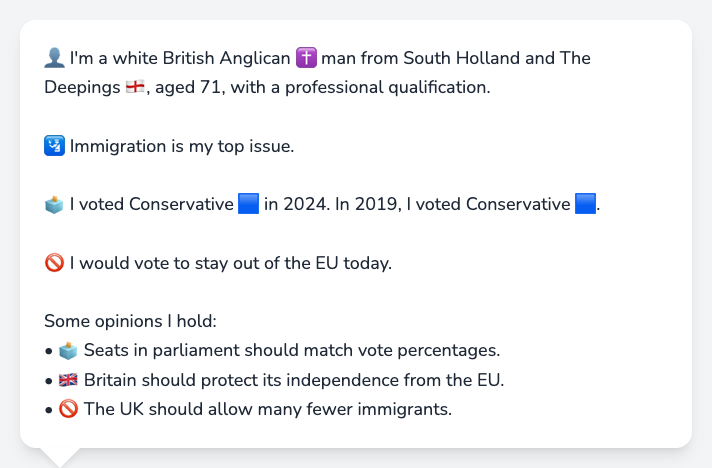 👤 I'm a white British Anglican ✝️ man from South Holland and The
Deepings 🏴󠁧󠁢󠁥󠁮󠁧󠁿, aged 71, with a professional qualification.
🛂 Immigration is my top issue.
🗳️ I voted Conservative 🟦 in 2024. In 2019, I voted Conservative 🟦.
🚫 I would vote to stay out of the EU today.
Some opinions I hold:
• 🗳️ Seats in parliament should match vote percentages.
• 🇬🇧 Britain should protect its independence from the EU.
• 🚫 The UK should allow many fewer immigrants.